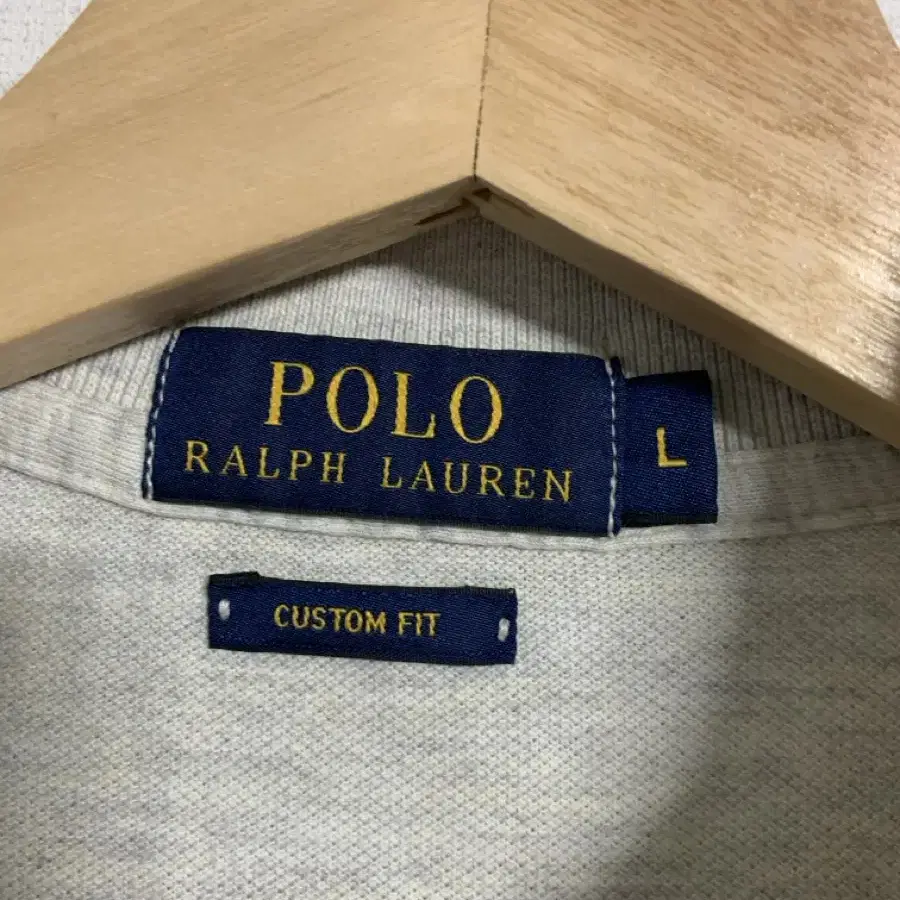 POLO
RALPH LAUREN
L
CUSTOM FIT